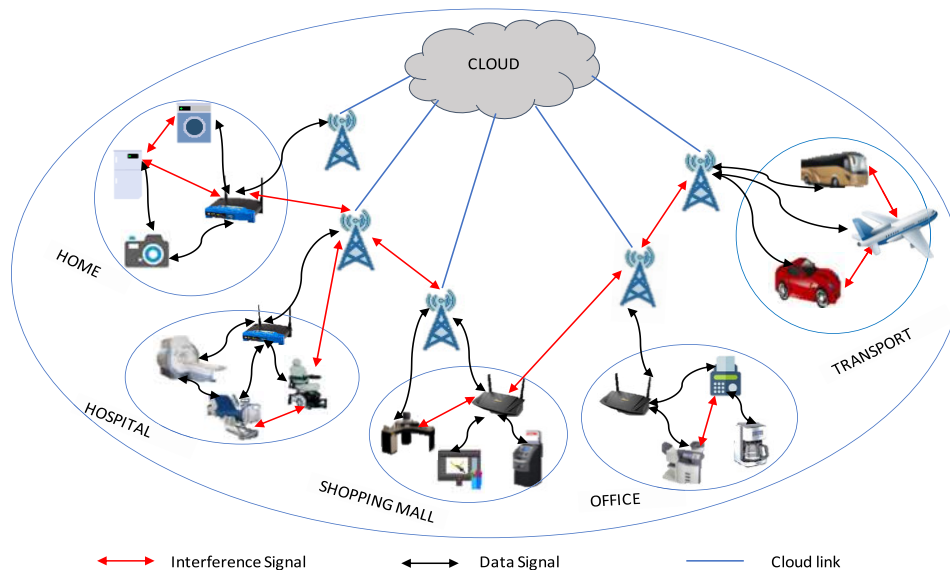 CLOUD
HOME
HOSPITAL
SHOPPING MALL
OFFICE
TRANSPORT
Interference Signal
Data Signal
Cloud link